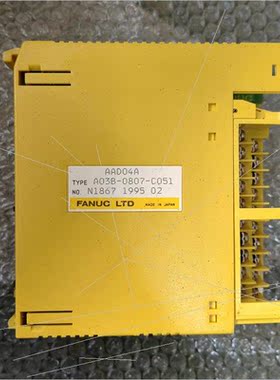 AAD04A
TYPE A03B-0807-C051
NO. N1867 1995 02
FANUC LTD MADE IN JAPAN